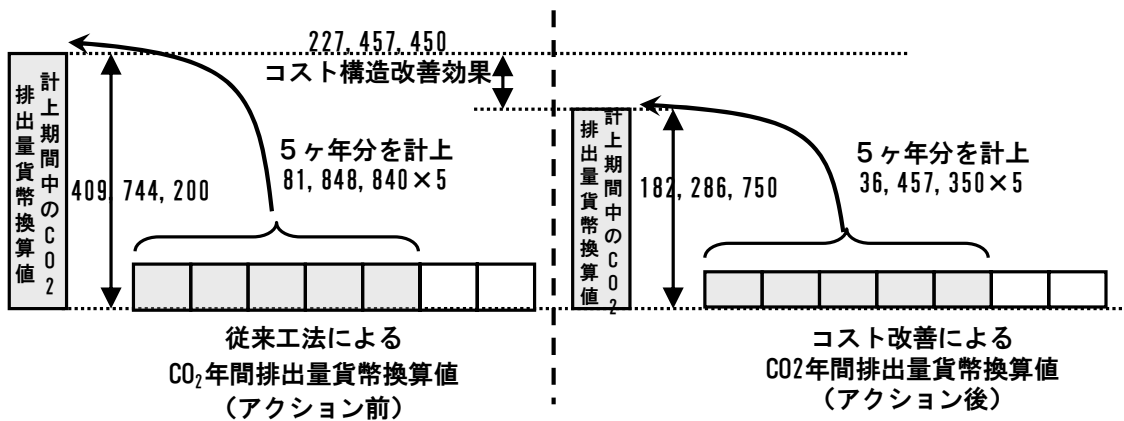 227,457,450
コスト構造改善効果
計上期間中のCO2
排出量貨幣換算値
409,744,200
5ヶ年分を計上
81,848,840×5
従来工法による
CO₂年間排出量貨幣換算値
（アクション前）
計上期間中のCO2
排出量貨幣換算値
182,286,750
5ヶ年分を計上
36,457,350×5
コスト改善による
CO2年間排出量貨幣換算値
（アクション後）